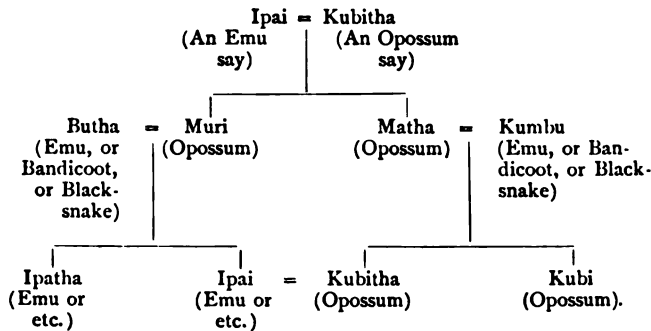 Ipai = Kubitha
(An Emu (An Opossum
say) say)
Butha = Muri Matha = Kumbu
(Emu, or (Opossum) (Opossum) (Emu, or Ban-
Bandicoot, dicoot, or Black-
or Black- snake)
snake)
Ipatha Ipai = Kubitha Kubi
(Emu or (Emu or (Opossum) (Opossum).
etc.) etc.)